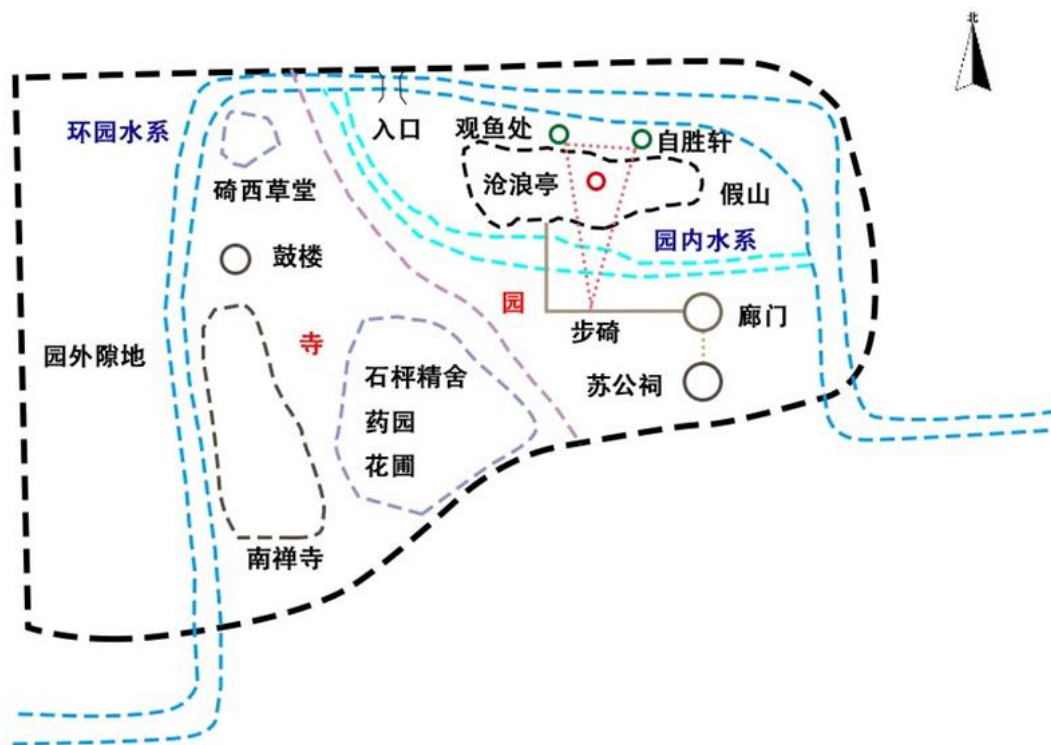 北
环园水系
入口
观鱼处
自胜轩
碕西草堂
沧浪亭
假山
园内水系
鼓楼
园
廊门
园外隙地
寺
步碕
石枰精舍
药园
花圃
苏公祠
南禅寺